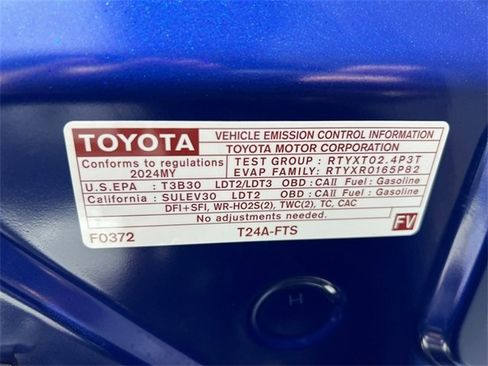 TOYOTA
VEHICLE EMISSION CONTROL INFORMATION
TOYOTA MOTOR CORPORATION
Conforms to regulations
2024MY
TEST GROUP : RTYXT02.4P3T
EVAP FAMILY: RTYXR0165P82
U.S.EPA : T3B30 LDT2/LDT3 OBD : CAII Fuel : Gasoline
California : SULEV30 LDT2 OBD : CAII Fuel : Gasoline
DFI+SFI, WR-HO2S(2), TWC(2), TC, CAC
No adjustments needed.
F0372 T24A-FTS FV
H